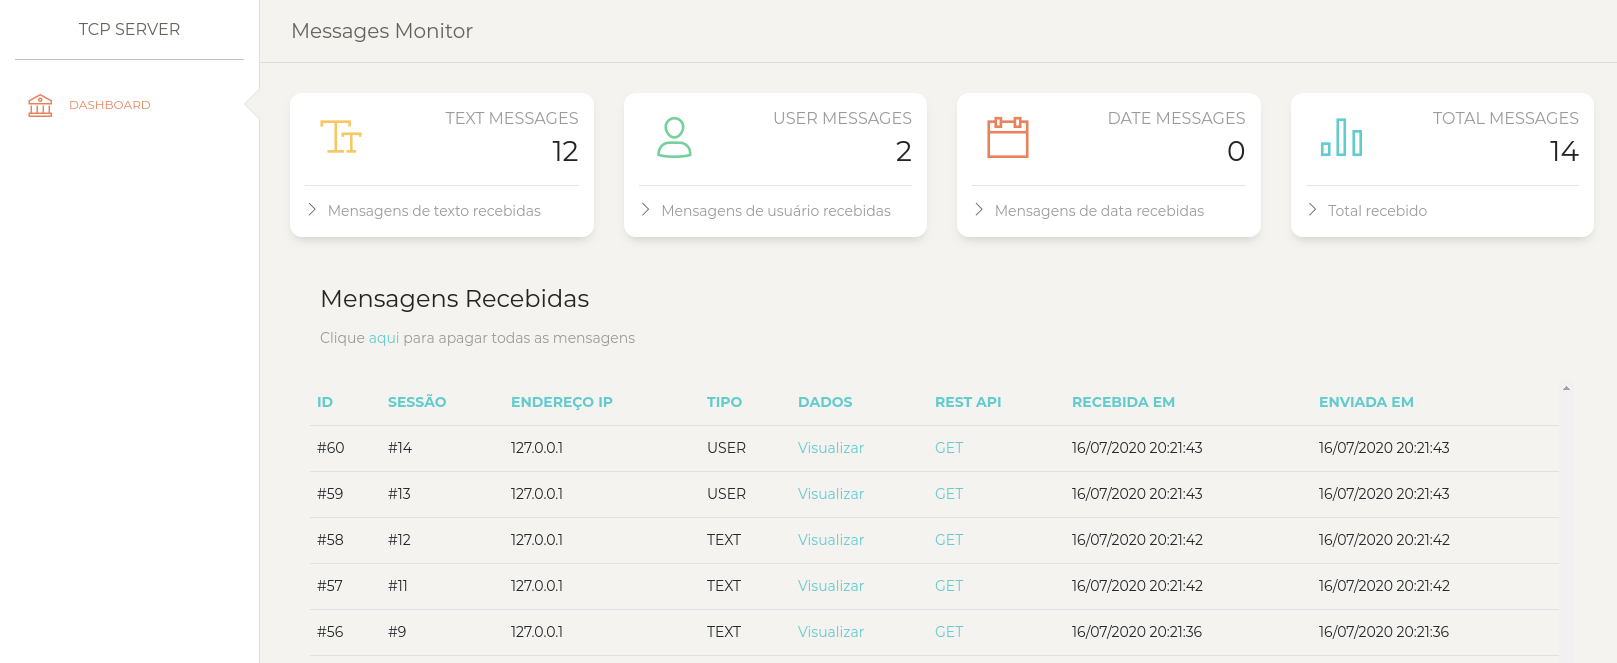 TCP SERVER
DASHBOARD
Messages Monitor
TEXT MESSAGES
12
Mensagens de texto recebidas
USER MESSAGES
2
Mensagens de usuário recebidas
DATE MESSAGES
0
Mensagens de data recebidas
TOTAL MESSAGES
14
Total recebido
Mensagens Recebidas
Clique aqui para apagar todas as mensagens
ID SESSÃO ENDEREÇO IP TIPO DADOS REST API RECEBIDA EM ENVIADA EM
#60 #14 127.0.0.1 USER Visualizar GET 16/07/2020 20:21:43 16/07/2020 20:21:43
#59 #13 127.0.0.1 USER Visualizar GET 16/07/2020 20:21:43 16/07/2020 20:21:43
#58 #12 127.0.0.1 TEXT Visualizar GET 16/07/2020 20:21:42 16/07/2020 20:21:42
#57 #11 127.0.0.1 TEXT Visualizar GET 16/07/2020 20:21:42 16/07/2020 20:21:42
#56 #9 127.0.0.1 TEXT Visualizar GET 16/07/2020 20:21:36 16/07/2020 20:21:36